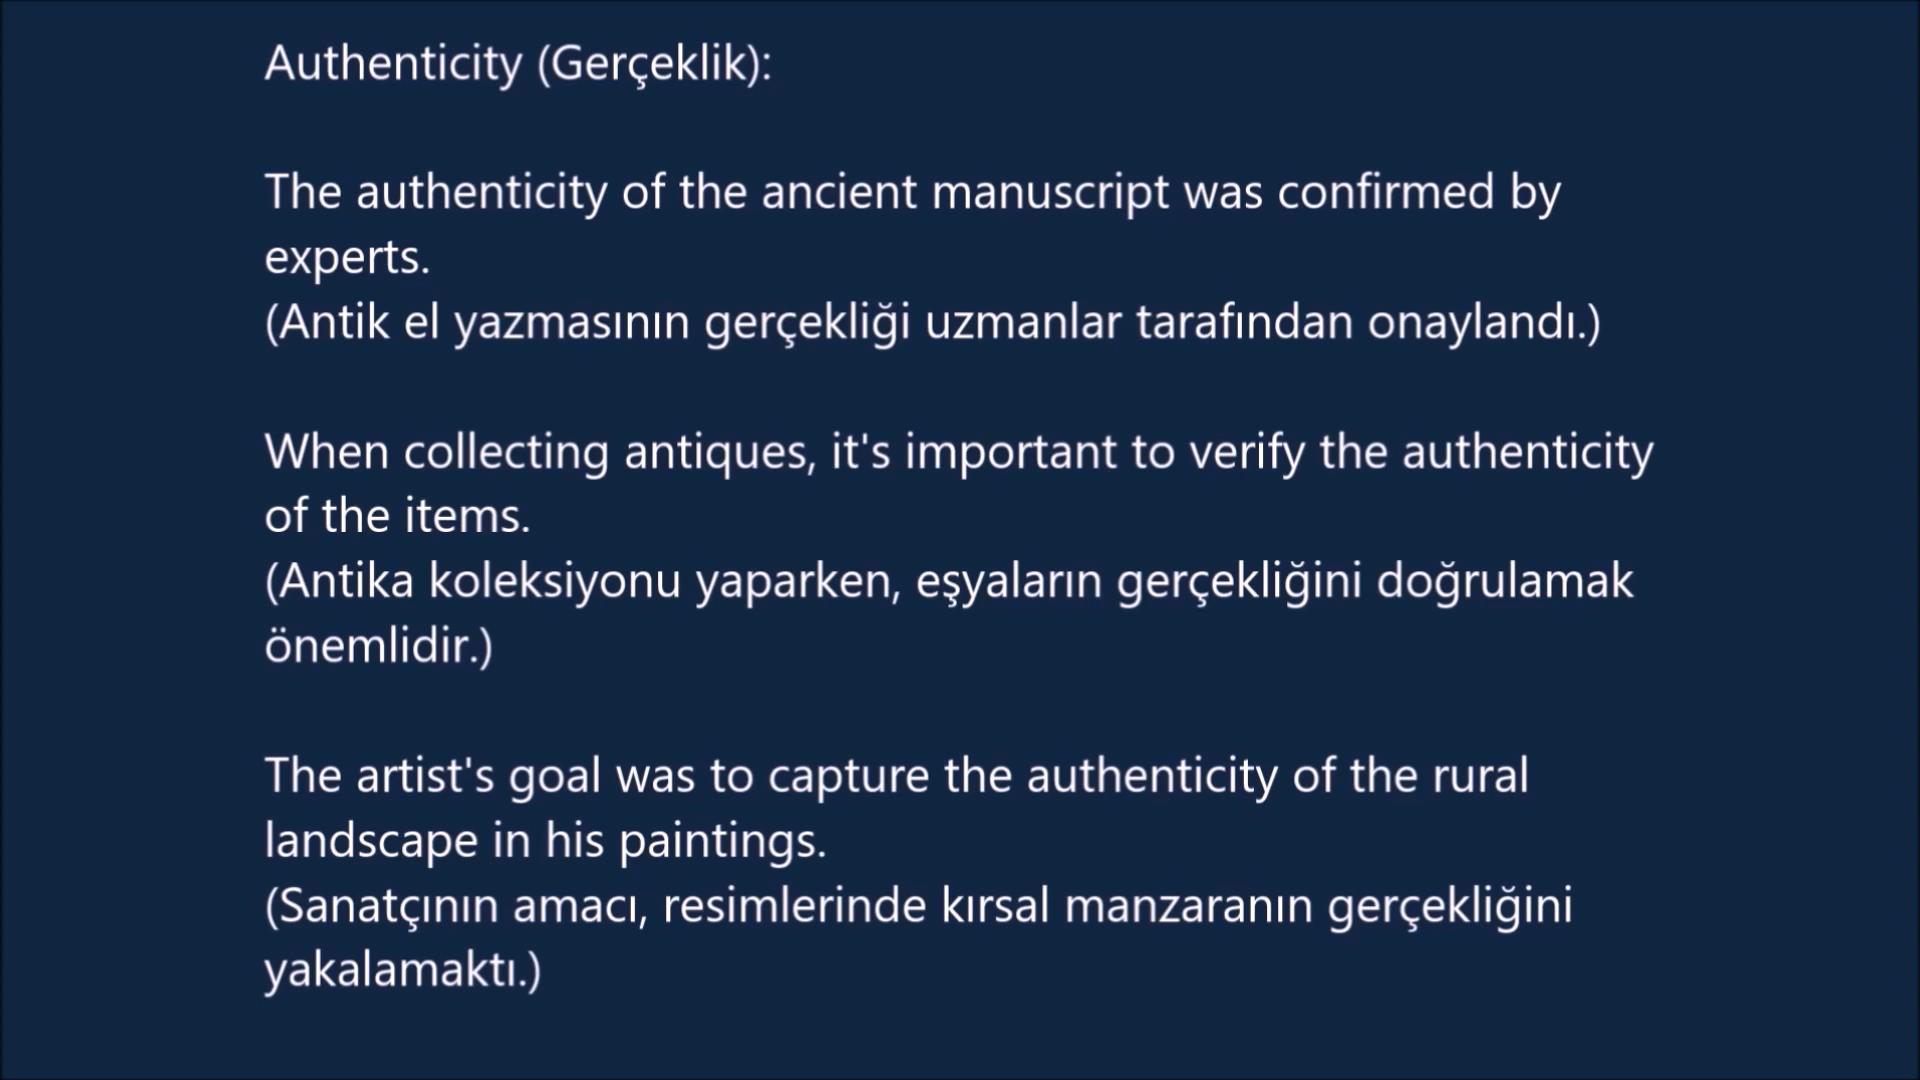 Authenticity (Gerçeklik):
The authenticity of the ancient manuscript was confirmed by
experts.
(Antik el yazmasının gerçekliği uzmanlar tarafından onaylandı.)
When collecting antiques, it's important to verify the authenticity
of the items.
(Antika koleksiyonu yaparken, eşyaların gerçekliğini doğrulamak
önemlidir.)
The artist's goal was to capture the authenticity of the rural
landscape in his paintings.
(Sanatçının amacı, resimlerinde kırsal manzaranın gerçekliğini
yakalamaktı.)